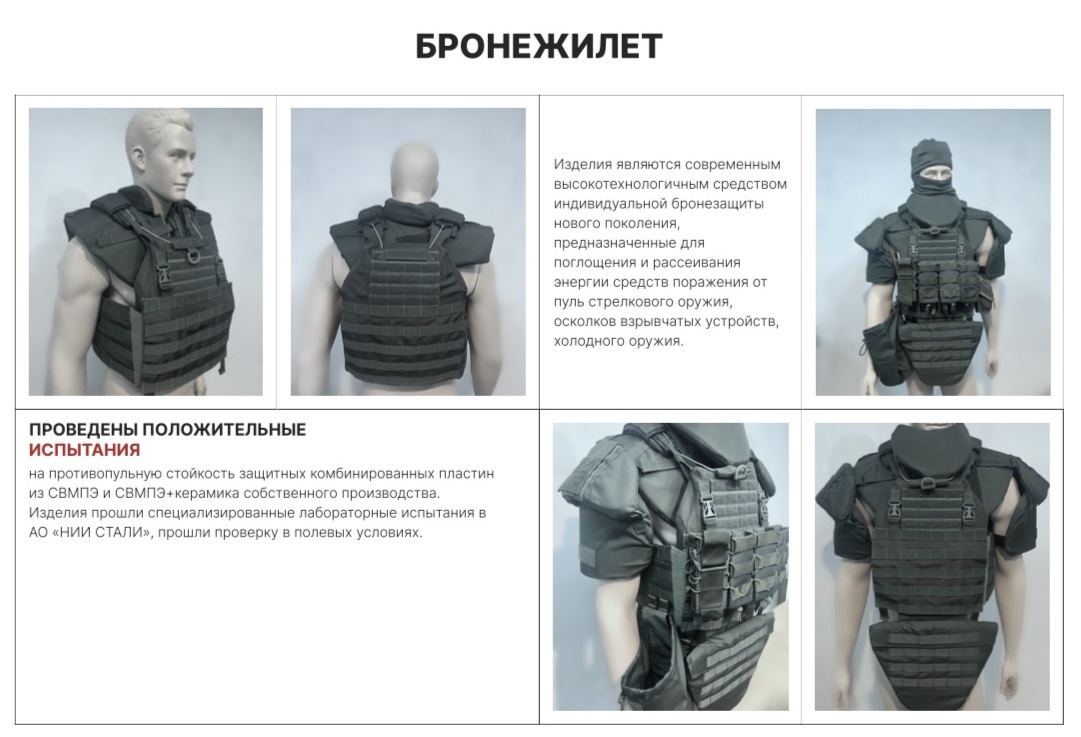 БРОНЕЖИЛЕТ
Изделия являются современным
высокотехнологичным средством
индивидуальной бронезащиты
нового поколения,
предназначенные для
поглощения и рассеивания
энергии средств поражения от
пуль стрелкового оружия,
осколков взрывчатых устройств,
холодного оружия.
ПРОВЕДЕНЫ ПОЛОЖИТЕЛЬНЫЕ
ИСПЫТАНИЯ
на противопульную стойкость защитных комбинированных пластин
из СВМПЭ и СВМПЭ+керамика собственного производства.
Изделия прошли специализированные лабораторные испытания в
АО «НИИ СТАЛИ», прошли проверку в полевых условиях.